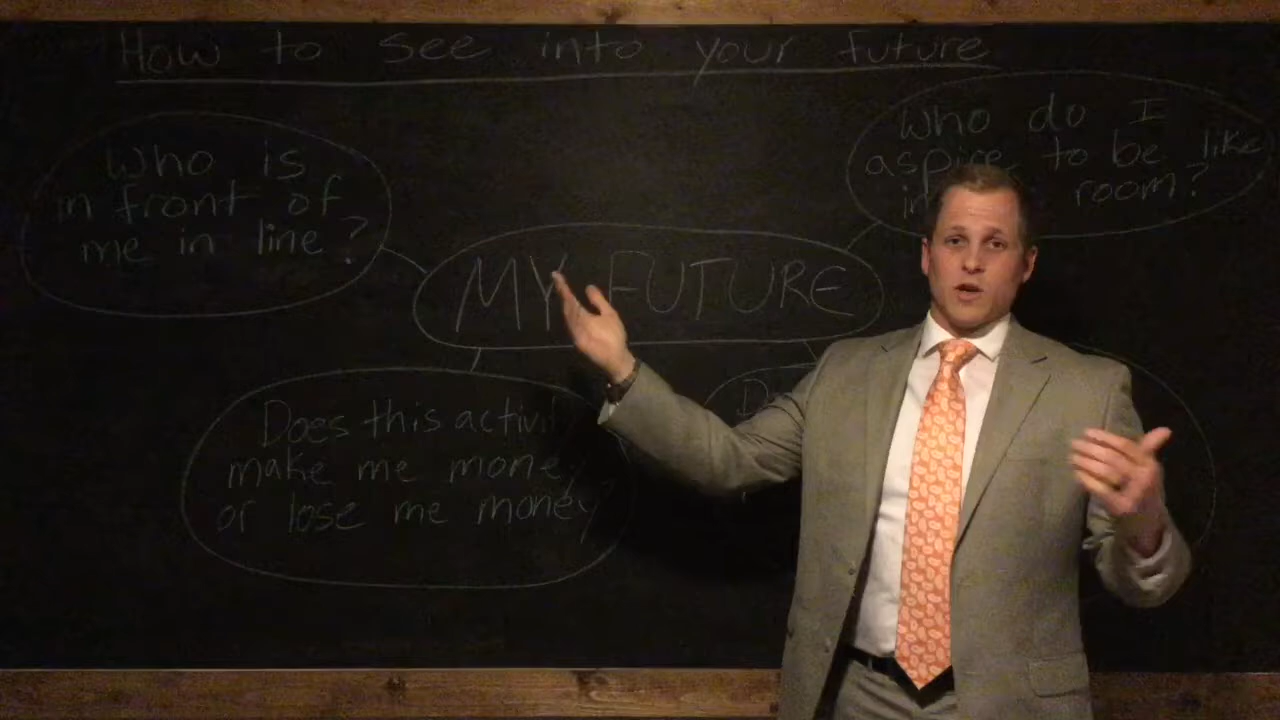 How to see into your future
Who is
in front of
me in line?
Who do I
aspire to be like
in room?
MY FUTURE
Does this activi
make me mone
or lose me money?
D